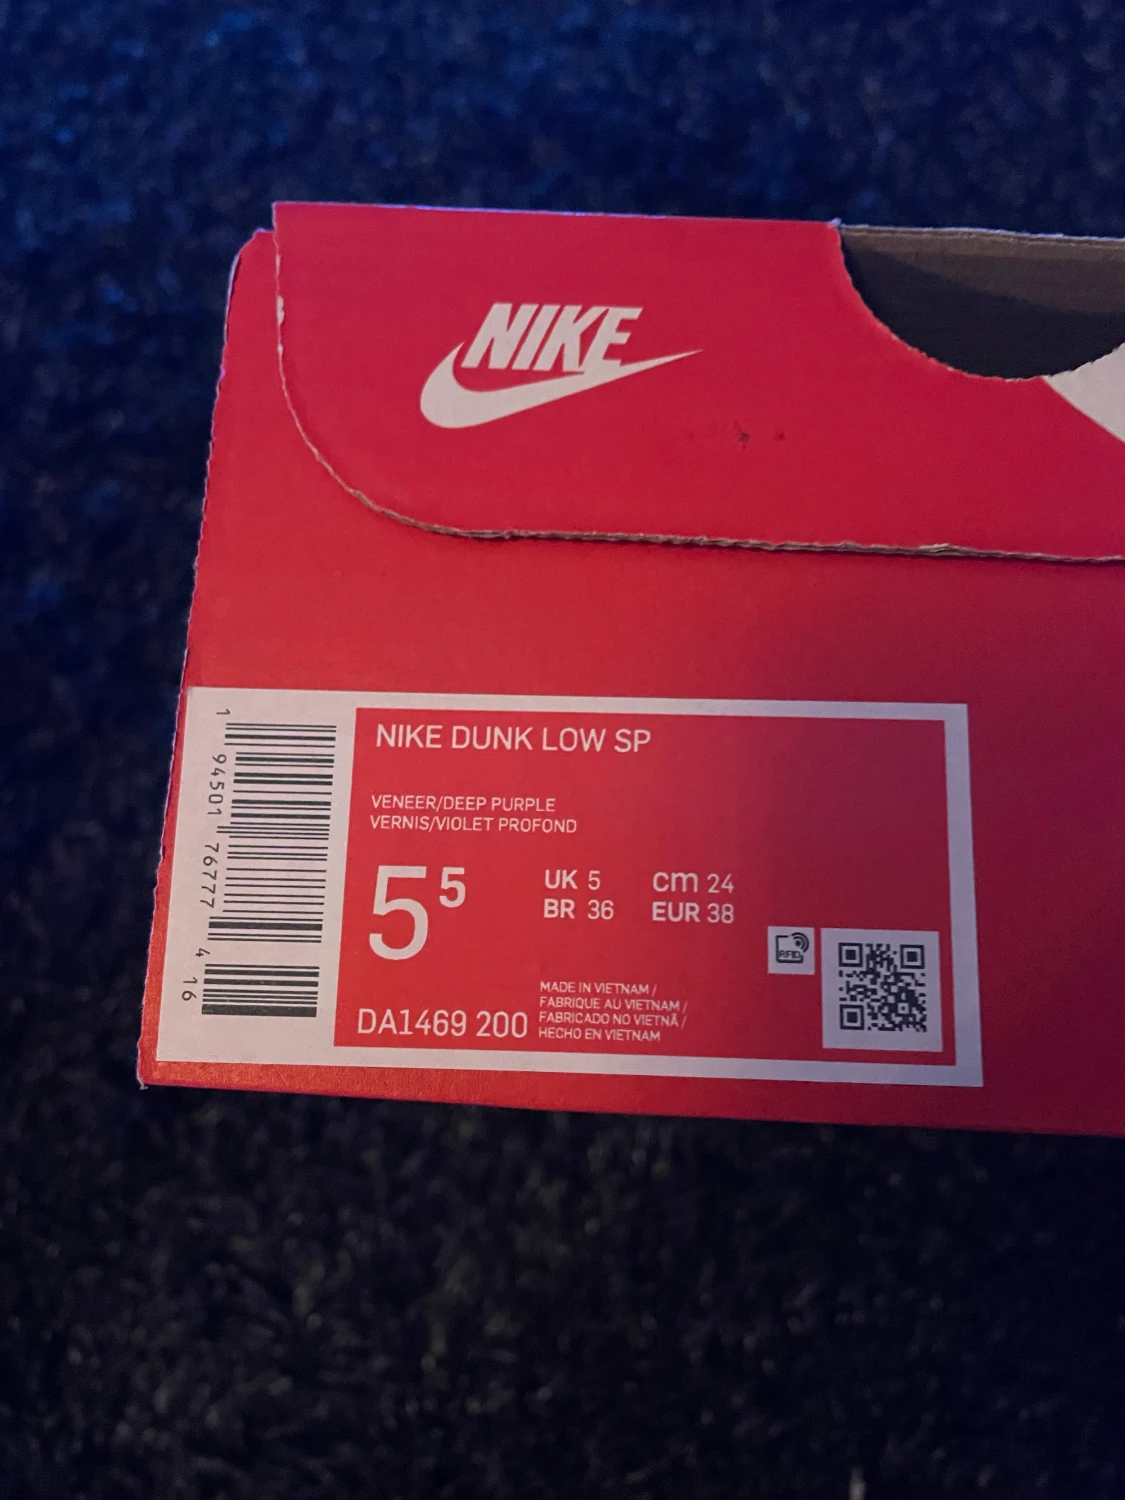 NIKE
NIKE DUNK LOW SP
VENEER/DEEP PURPLE
VERNIS/VIOLET PROFOND
5⁵
UK 5
cm 24
BR 36
EUR 38
RFID
MADE IN VIETNAM /
FABRIQUE AU VIETNAM /
FABRICADO NO VIETNÃ /
HECHO EN VIETNAM
DA1469 200
1 94501 76777 4 16